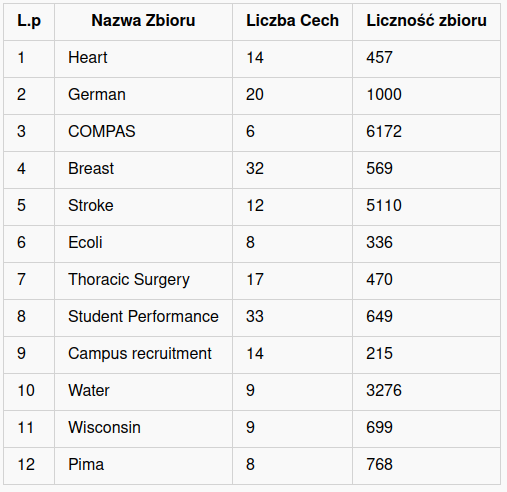 L.p Nazwa Zbioru Liczba Cech Liczność zbioru
1 Heart 14 457
2 German 20 1000
3 COMPAS 6 6172
4 Breast 32 569
5 Stroke 12 5110
6 Ecoli 8 336
7 Thoracic Surgery 17 470
8 Student Performance 33 649
9 Campus recruitment 14 215
10 Water 9 3276
11 Wisconsin 9 699
12 Pima 8 768